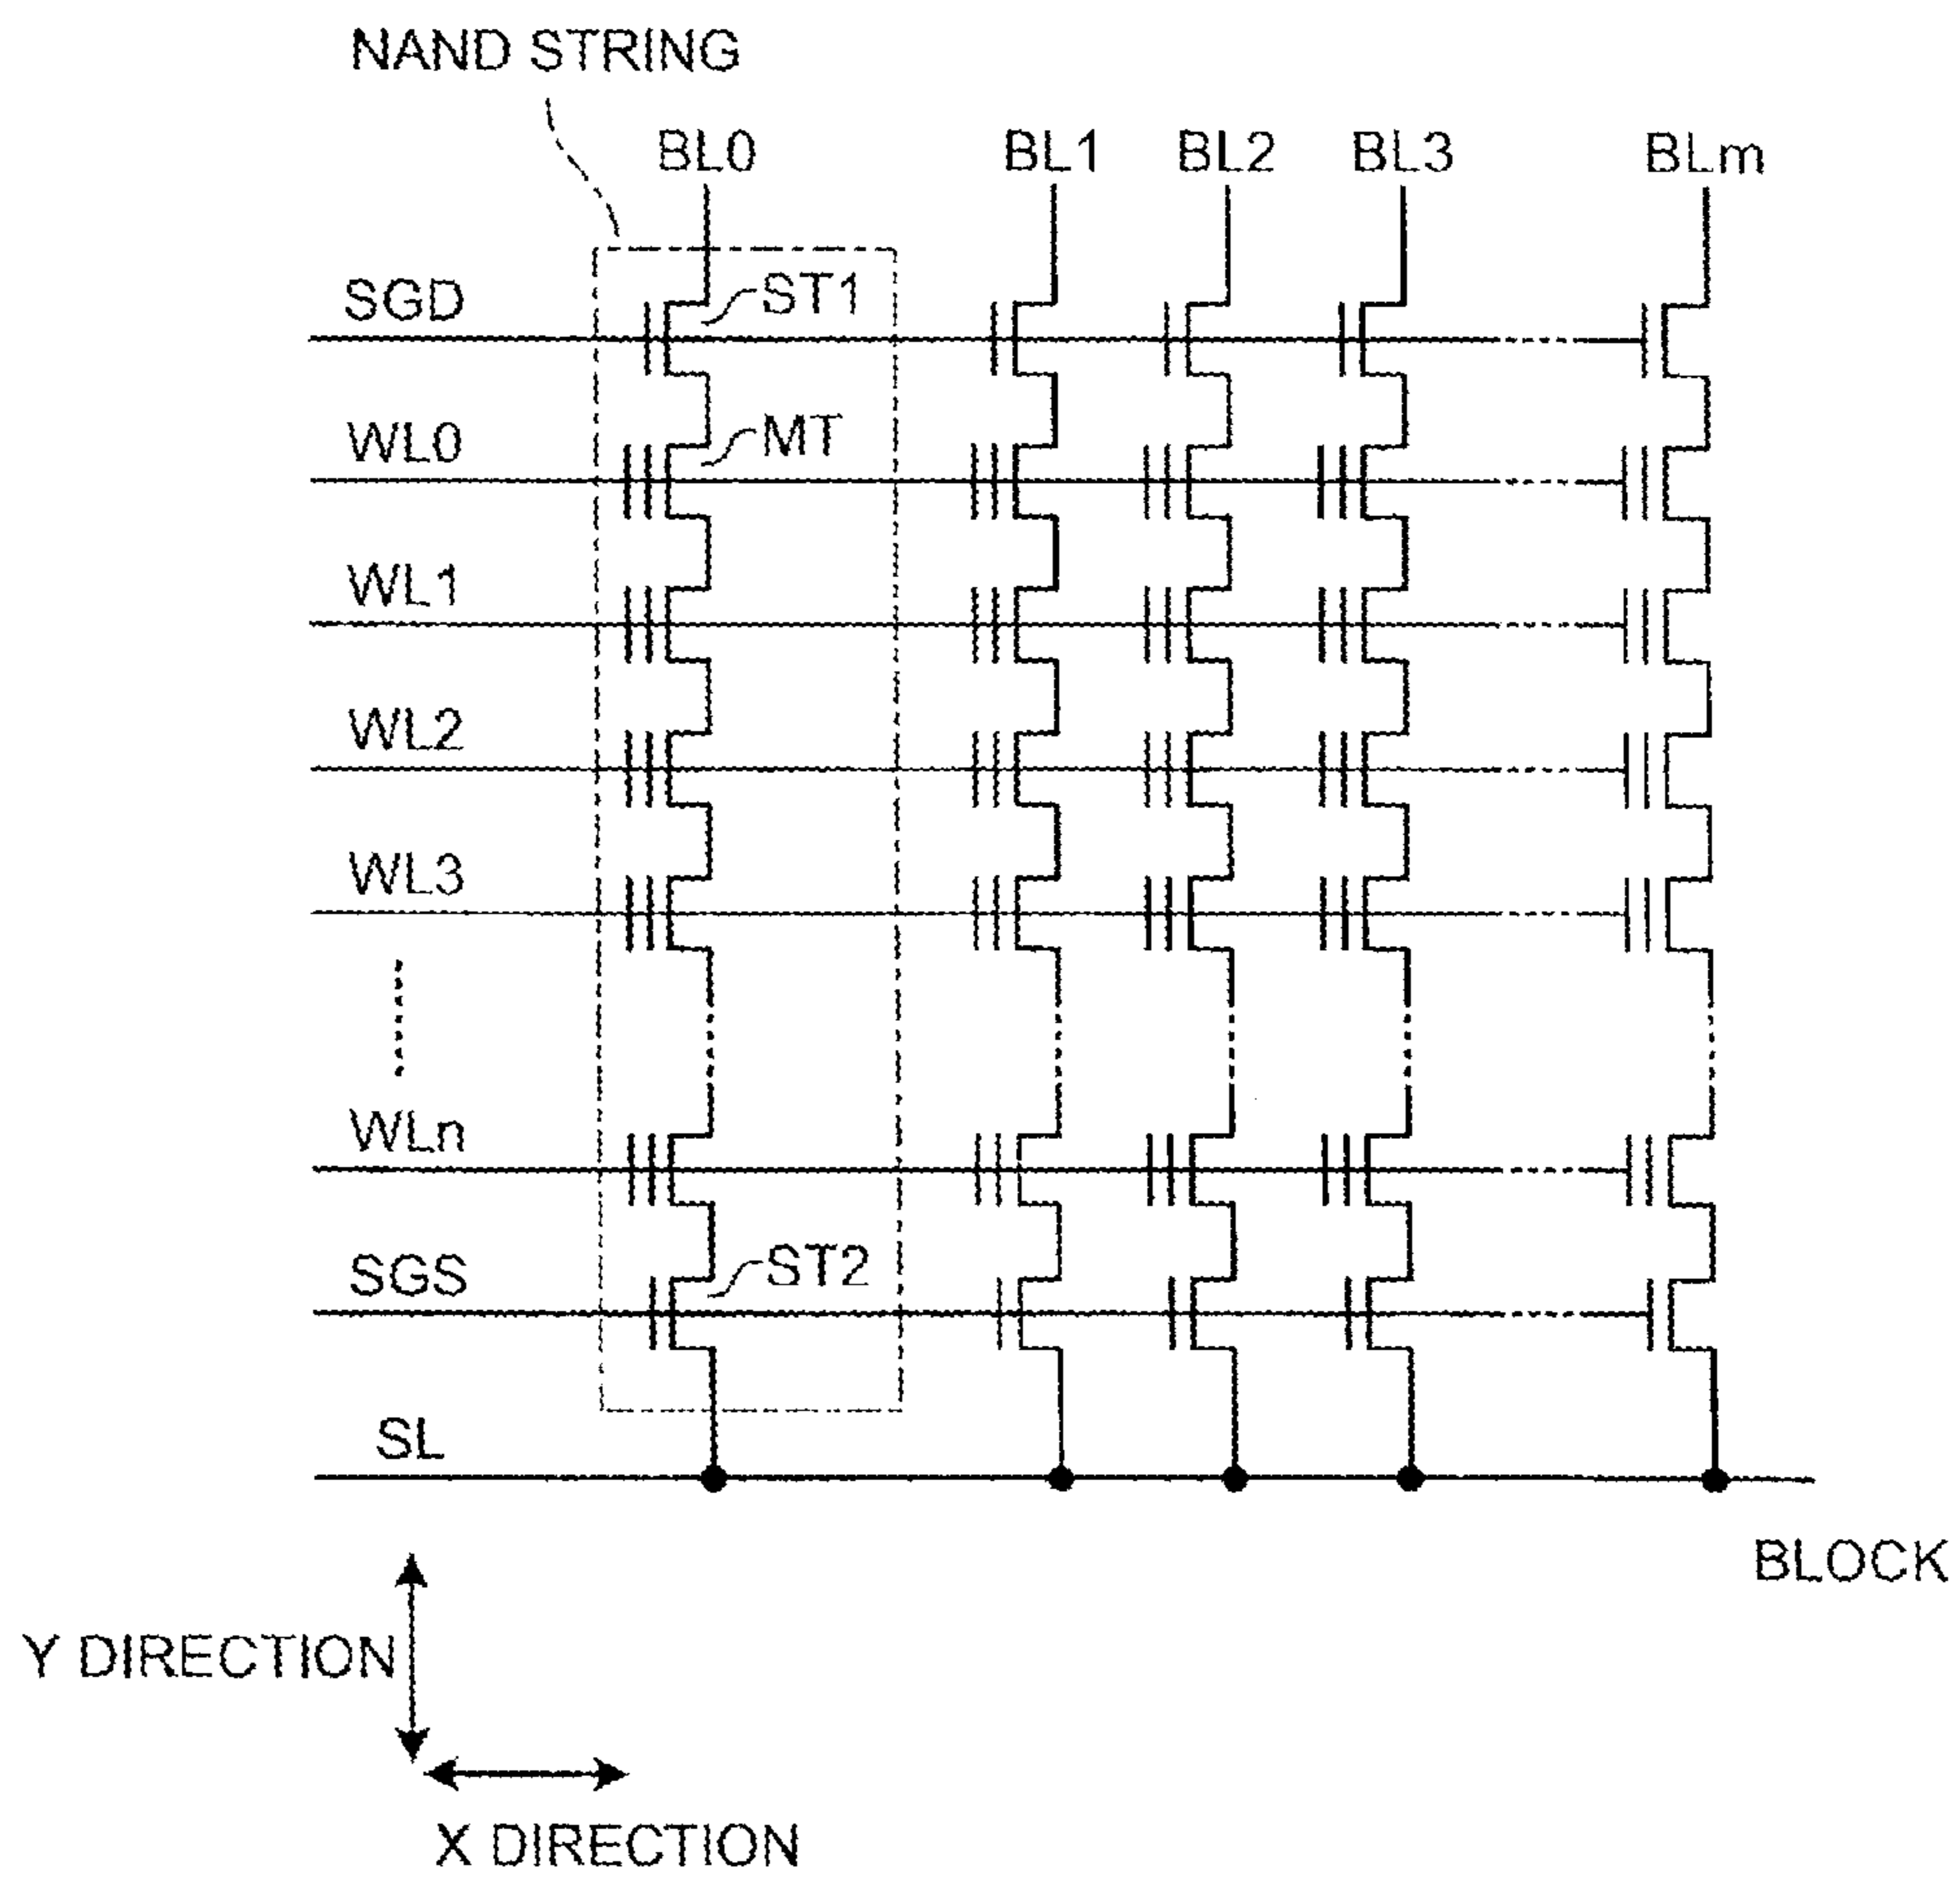 NAND STRING
BL0 BL1 BL2 BL3 BLm
SGD ST1
WL0 MT
WL1
WL2
WL3
WLn
SGS ST2
SL
BLOCK
Y DIRECTION
X DIRECTION